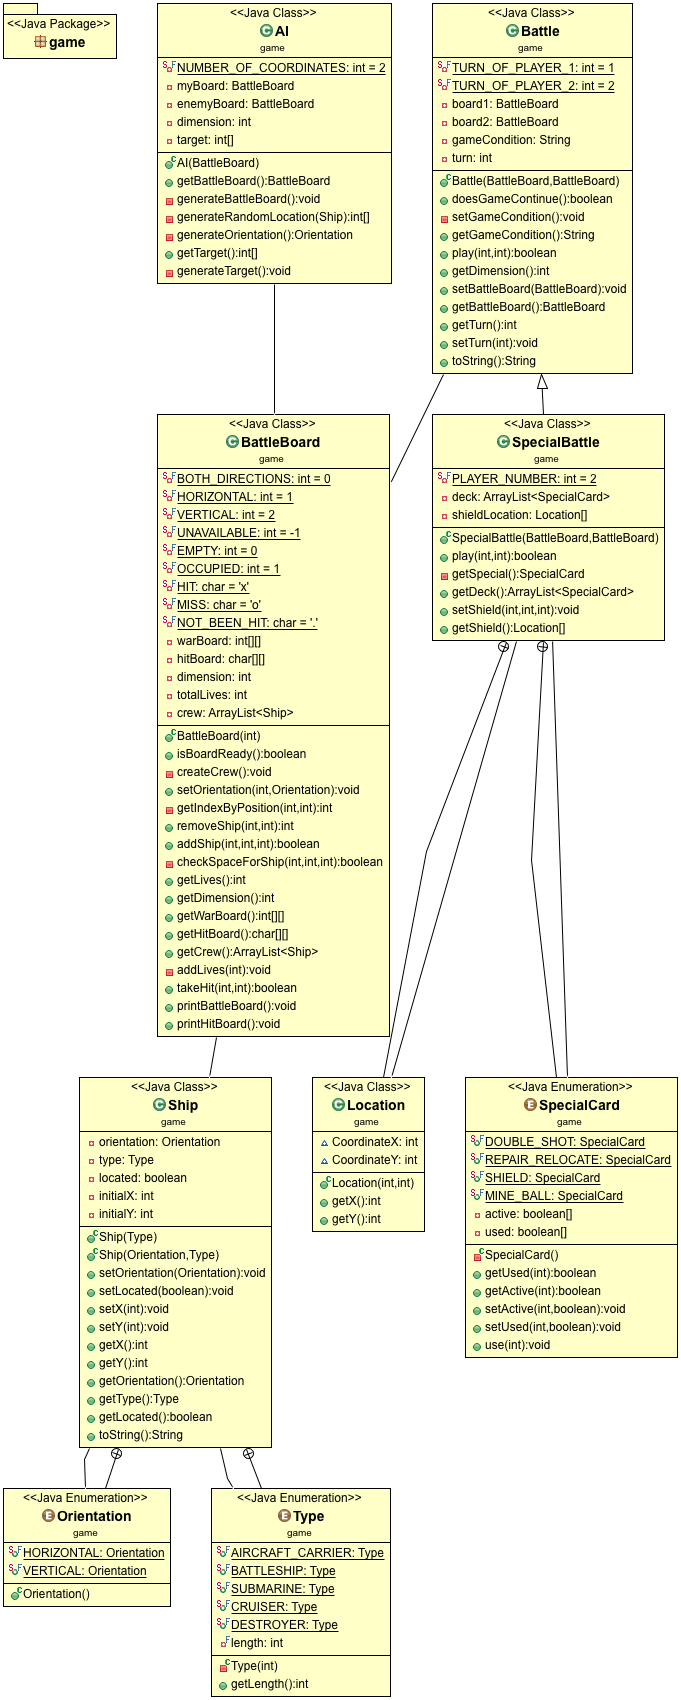 <<Java Package>>
game
<<Java Class>>
AI
game
NUMBER_OF_COORDINATES: int = 2
myBoard: BattleBoard
enemyBoard: BattleBoard
dimension: int
target: int[]
AI(BattleBoard)
getBattleBoard():BattleBoard
generateBattleBoard():void
generateRandomLocation(Ship):int[]
generateOrientation():Orientation
getTarget():int[]
generateTarget():void
<<Java Class>>
Battle
game
TURN_OF_PLAYER_1: int = 1
TURN_OF_PLAYER_2: int = 2
board1: BattleBoard
board2: BattleBoard
gameCondition: String
turn: int
Battle(BattleBoard,BattleBoard)
doesGameContinue():boolean
setGameCondition():void
getGameCondition():String
play(int,int):boolean
getDimension():int
setBattleBoard(BattleBoard):void
getBattleBoard():BattleBoard
getTurn():int
setTurn(int):void
toString():String
<<Java Class>>
BattleBoard
game
BOTH_DIRECTIONS: int = 0
HORIZONTAL: int = 1
VERTICAL: int = 2
UNAVAILABLE: int = -1
EMPTY: int = 0
OCCUPIED: int = 1
HIT: char = 'x'
MISS: char = 'o'
NOT_BEEN_HIT: char = '.'
warBoard: int[][]
hitBoard: char[][]
dimension: int
totalLives: int
crew: ArrayList<Ship>
BattleBoard(int)
isBoardReady():boolean
createCrew():void
setOrientation(int,Orientation):void
getIndexByPosition(int,int):int
removeShip(int,int):int
addShip(int,int,int):boolean
checkSpaceForShip(int,int,int):boolean
getLives():int
getDimension():int
getWarBoard():int[][]
getHitBoard():char[][]
getCrew():ArrayList<Ship>
addLives(int):void
takeHit(int,int):boolean
printBattleBoard():void
printHitBoard():void
<<Java Class>>
SpecialBattle
game
PLAYER_NUMBER: int = 2
deck: ArrayList<SpecialCard>
shieldLocation: Location[]
SpecialBattle(BattleBoard,BattleBoard)
play(int,int):boolean
getSpecial():SpecialCard
getDeck():ArrayList<SpecialCard>
setShield(int,int,int):void
getShield():Location[]
<<Java Class>>
Ship
game
orientation: Orientation
type: Type
located: boolean
initialX: int
initialY: int
Ship(Type)
Ship(Orientation,Type)
setOrientation(Orientation):void
setLocated(boolean):void
setX(int):void
setY(int):void
getX():int
getY():int
getOrientation():Orientation
getType():Type
getLocated():boolean
toString():String
<<Java Class>>
Location
game
CoordinateX: int
CoordinateY: int
Location(int,int)
getX():int
getY():int
<<Java Enumeration>>
SpecialCard
game
DOUBLE_SHOT: SpecialCard
REPAIR_RELOCATE: SpecialCard
SHIELD: SpecialCard
MINE_BALL: SpecialCard
active: boolean[]
used: boolean[]
SpecialCard()
getUsed(int):boolean
getActive(int):boolean
setActive(int,boolean):void
setUsed(int,boolean):void
use(int):void
<<Java Enumeration>>
Orientation
game
HORIZONTAL: Orientation
VERTICAL: Orientation
Orientation()
<<Java Enumeration>>
Type
game
AIRCRAFT_CARRIER: Type
BATTLESHIP: Type
SUBMARINE: Type
CRUISER: Type
DESTROYER: Type
length: int
Type(int)
getLength():int